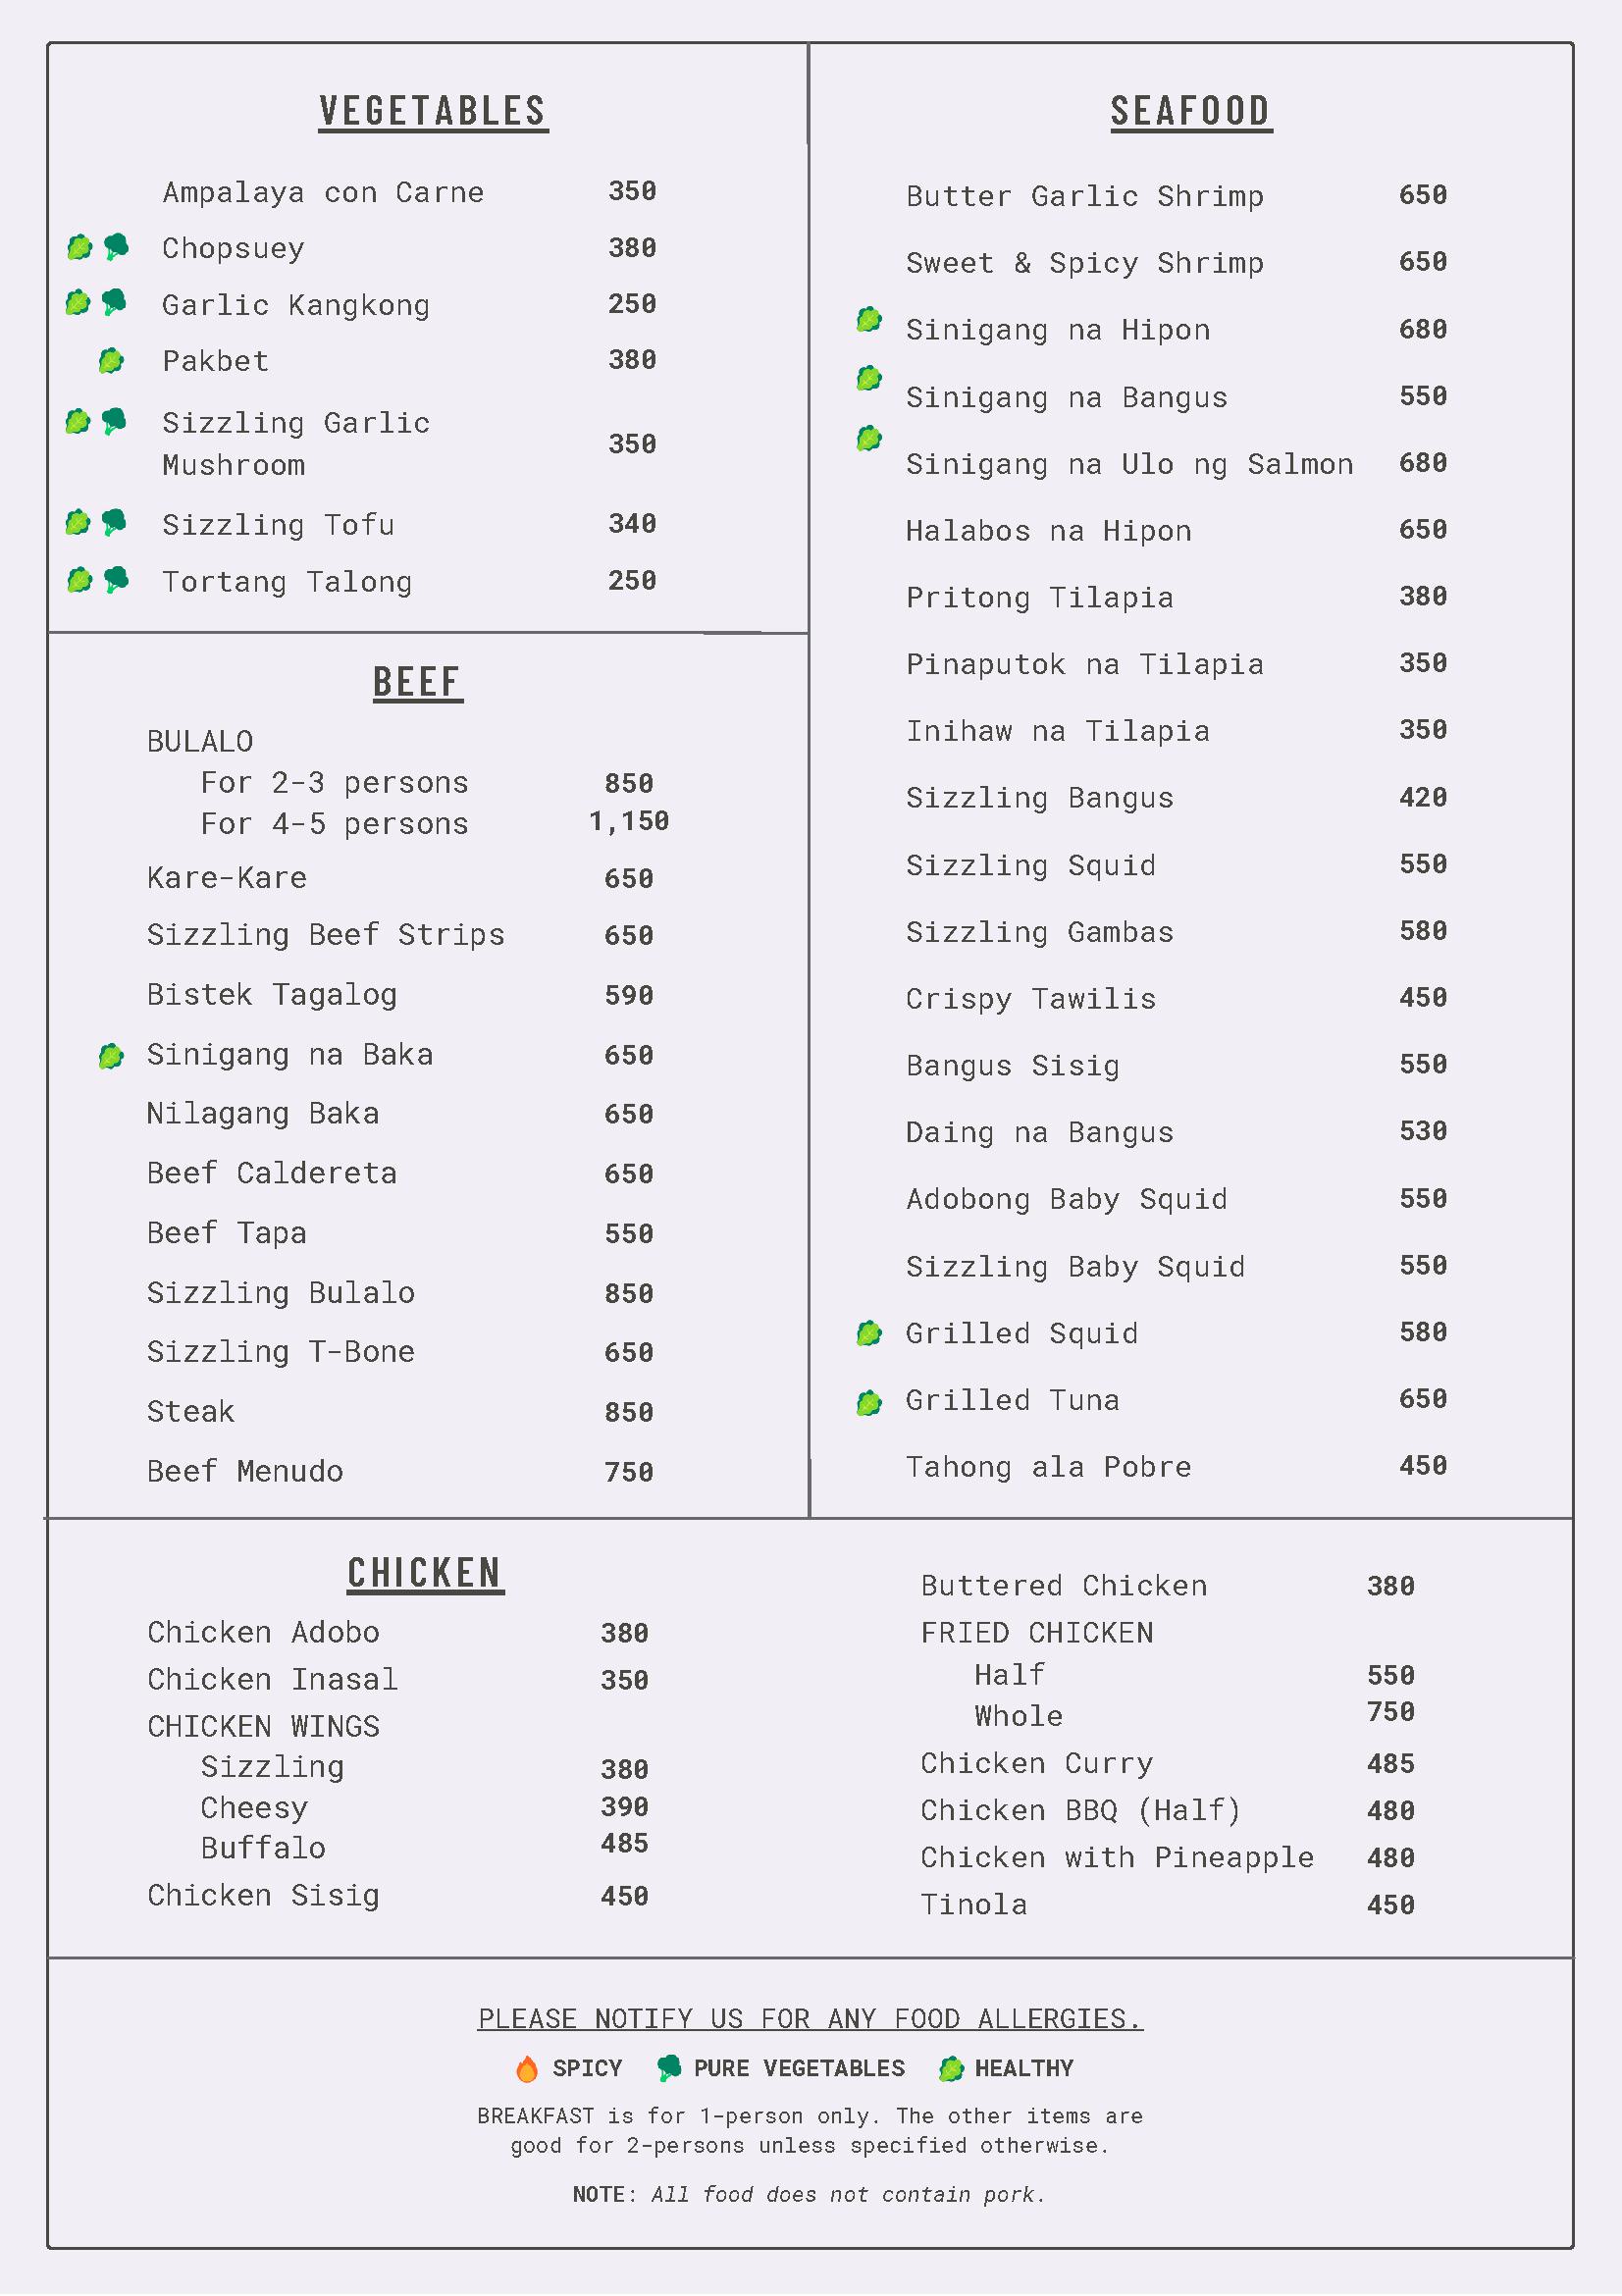 VEGETABLES
Ampalaya con Carne 350
Chopsuey 380
Garlic Kangkong 250
Pakbet 380
Sizzling Garlic
Mushroom 350
Sizzling Tofu 340
Tortang Talong 250
BEEF
BULALO
For 2-3 persons 850
For 4-5 persons 1,150
Kare-Kare 650
Sizzling Beef Strips 650
Bistek Tagalog 590
Sinigang na Baka 650
Nilagang Baka 650
Beef Caldereta 650
Beef Tapa 550
Sizzling Bulalo 850
Sizzling T-Bone 650
Steak 850
Beef Menudo 750
SEAFOOD
Butter Garlic Shrimp 650
Sweet & Spicy Shrimp 650
Sinigang na Hipon 680
Sinigang na Bangus 550
Sinigang na Ulo ng Salmon 680
Halabos na Hipon 650
Pritong Tilapia 380
Pinaputok na Tilapia 350
Inihaw na Tilapia 350
Sizzling Bangus 420
Sizzling Squid 550
Sizzling Gambas 580
Crispy Tawilis 450
Bangus Sisig 550
Daing na Bangus 530
Adobong Baby Squid 550
Sizzling Baby Squid 550
Grilled Squid 580
Grilled Tuna 650
Tahong ala Pobre 450
CHICKEN
Chicken Adobo 380
Chicken Inasal 350
CHICKEN WINGS
Sizzling 380
Cheesy 390
Buffalo 485
Chicken Sisig 450
Buttered Chicken 380
FRIED CHICKEN
Half 550
Whole 750
Chicken Curry 485
Chicken BBQ (Half) 480
Chicken with Pineapple 480
Tinola 450
PLEASE NOTIFY US FOR ANY FOOD ALLERGIES.
SPICY PURE VEGETABLES HEALTHY
BREAKFAST is for 1-person only. The other items are
good for 2-persons unless specified otherwise.
NOTE: All food does not contain pork.